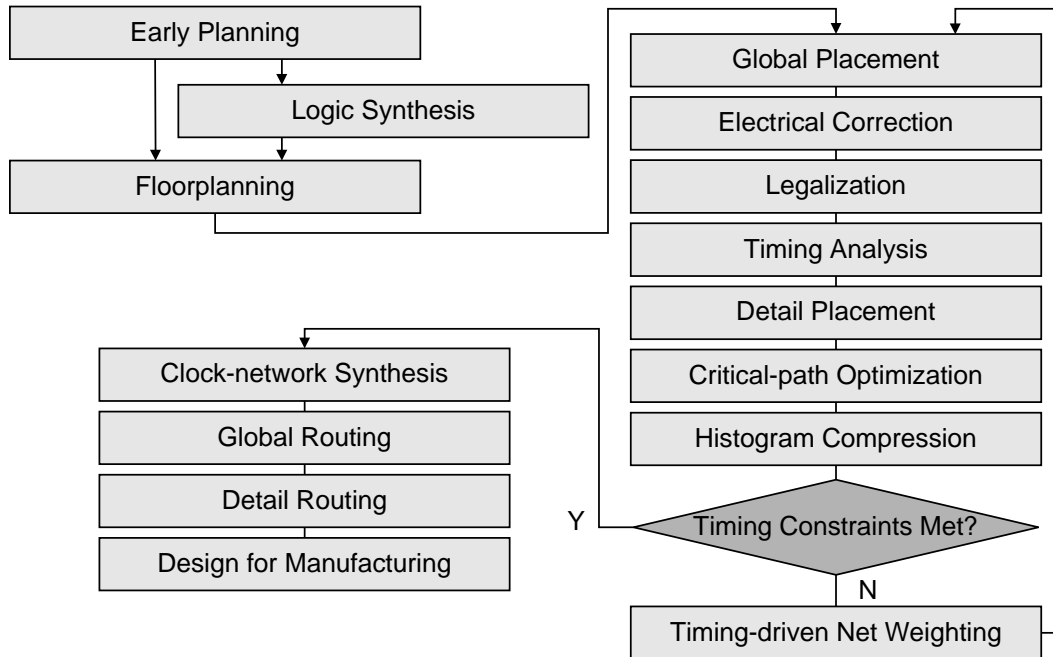 Early Planning
Logic Synthesis
Floorplanning
Global Placement
Electrical Correction
Legalization
Timing Analysis
Detail Placement
Critical-path Optimization
Histogram Compression
Timing Constraints Met?
Y
N
Timing-driven Net Weighting
Clock-network Synthesis
Global Routing
Detail Routing
Design for Manufacturing